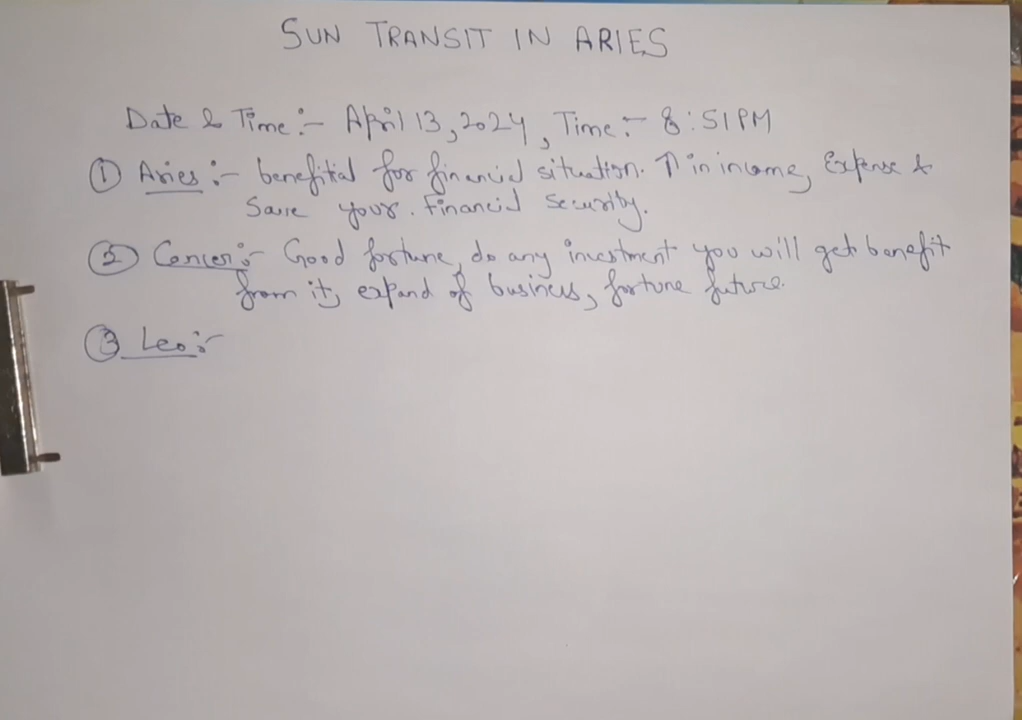 SUN TRANSIT IN ARIES
Date & Time :- April 13, 2024, Time :- 8:51PM
① Aries :- benefitial for financial situation. ↑ in income, Expense &
Save your. Financial Security.
② Cancer :- Good fortune, do any investment you will get benefit
from it, expand of business, fortune future.
③ Leo :-